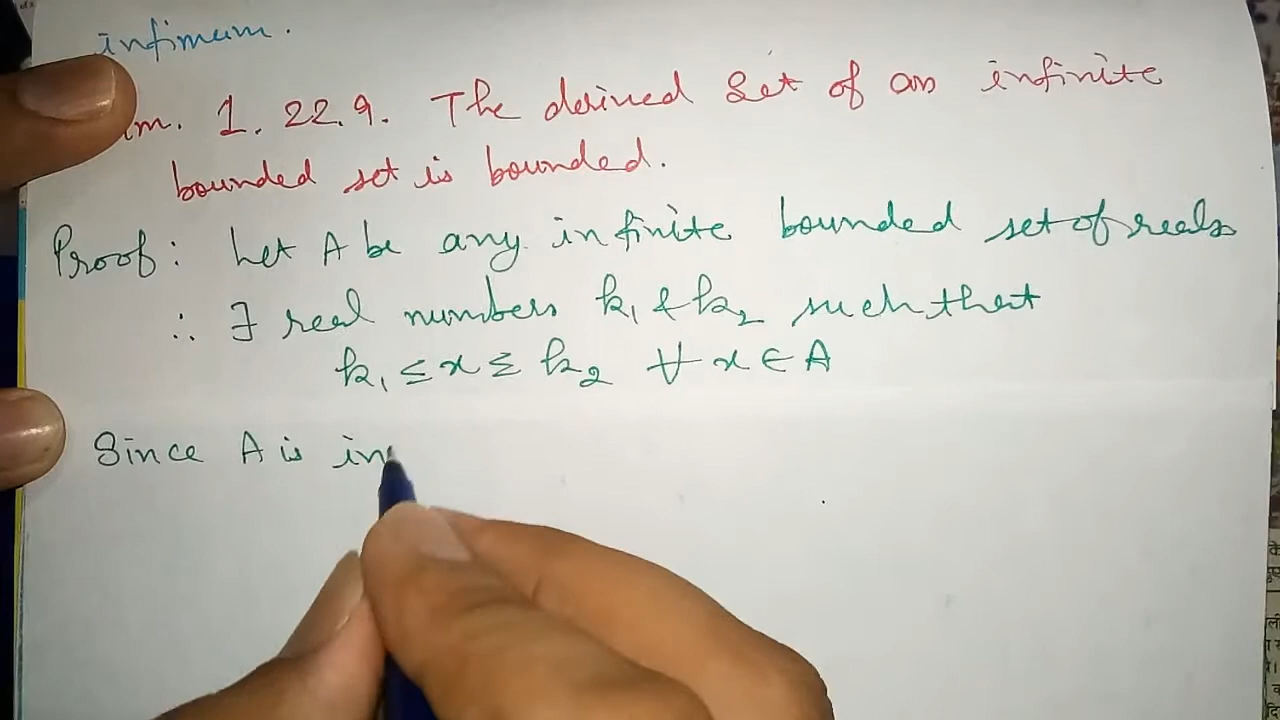 infimum.
m. 1. 22.9. The derived set of an infinite
bounded set is bounded.
Proof: Let A be any infinite bounded set of reals
∴ ∃ real numbers k₁ & k₂ such that
k₁ ≤ x ≤ k₂ ∀ x ∈ A
Since A is in